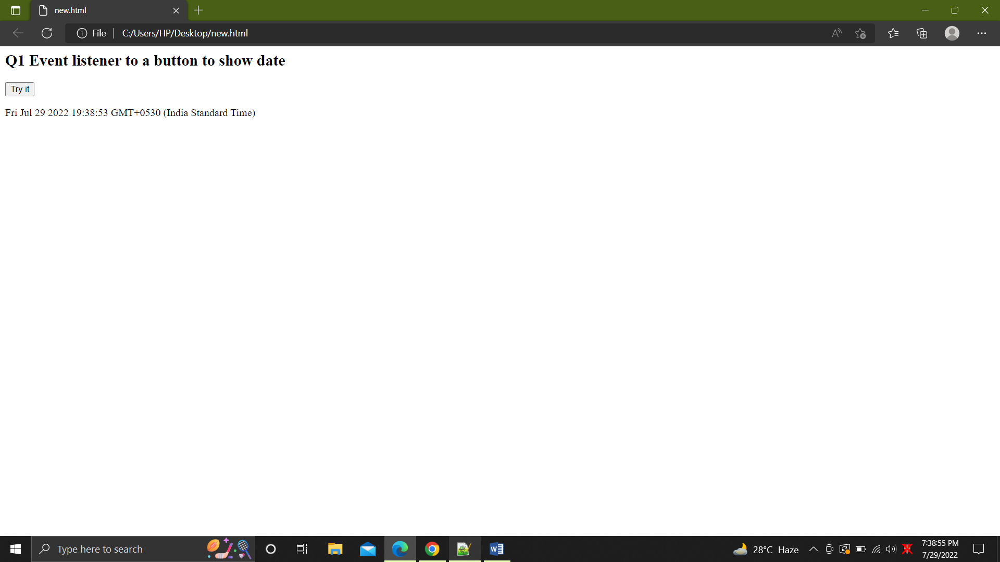 new.html
File
C:/Users/HP/Desktop/new.html
Q1 Event listener to a button to show date
Try it
Fri Jul 29 2022 19:38:53 GMT+0530 (India Standard Time)
Type here to search
28°C Haze
7:38:55 PM
7/29/2022